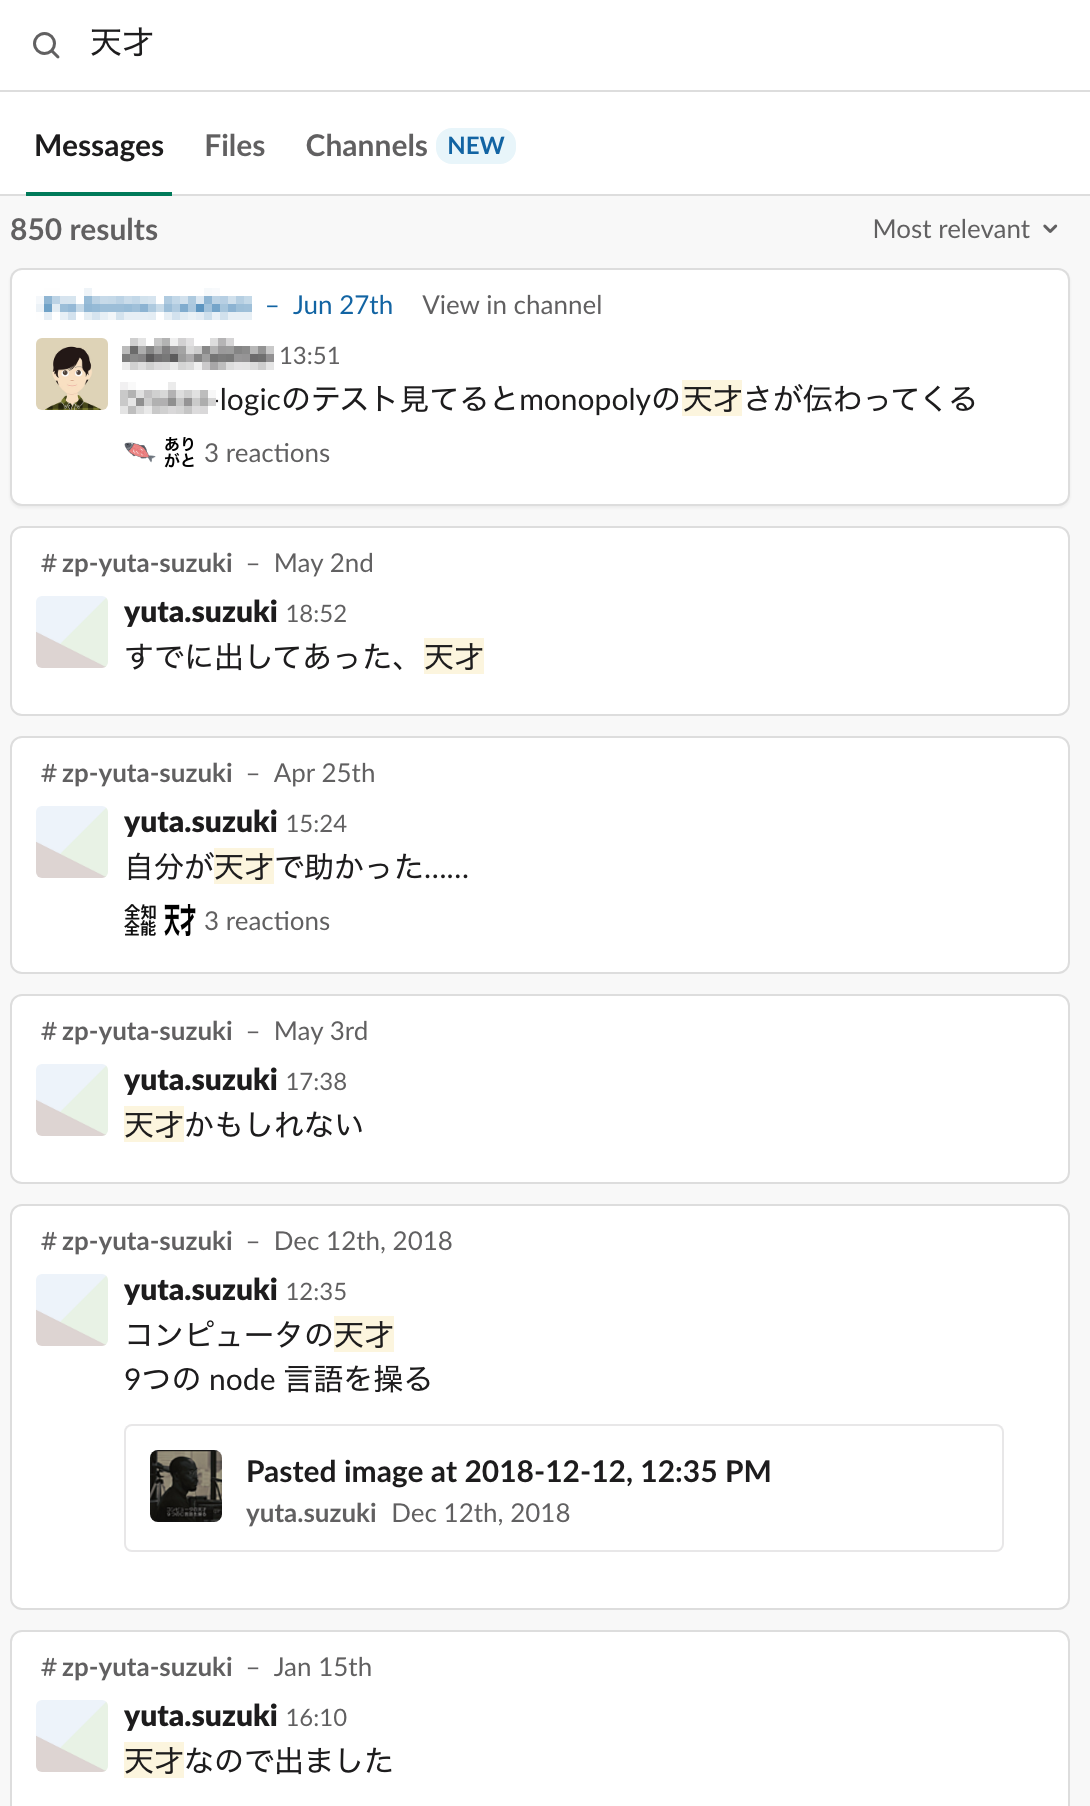 天才
Messages Files Channels NEW
850 results Most relevant
– Jun 27th View in channel
13:51
-logicのテスト見てるとmonopolyの天才さが伝わってくる
ありがと 3 reactions
# zp-yuta-suzuki – May 2nd
yuta.suzuki 18:52
すでに出してあった、天才
# zp-yuta-suzuki – Apr 25th
yuta.suzuki 15:24
自分が天才で助かった......
全知全能 天才 3 reactions
# zp-yuta-suzuki – May 3rd
yuta.suzuki 17:38
天才かもしれない
# zp-yuta-suzuki – Dec 12th, 2018
yuta.suzuki 12:35
コンピュータの天才
9つの node 言語を操る
Pasted image at 2018-12-12, 12:35 PM
yuta.suzuki Dec 12th, 2018
# zp-yuta-suzuki – Jan 15th
yuta.suzuki 16:10
天才なので出ました